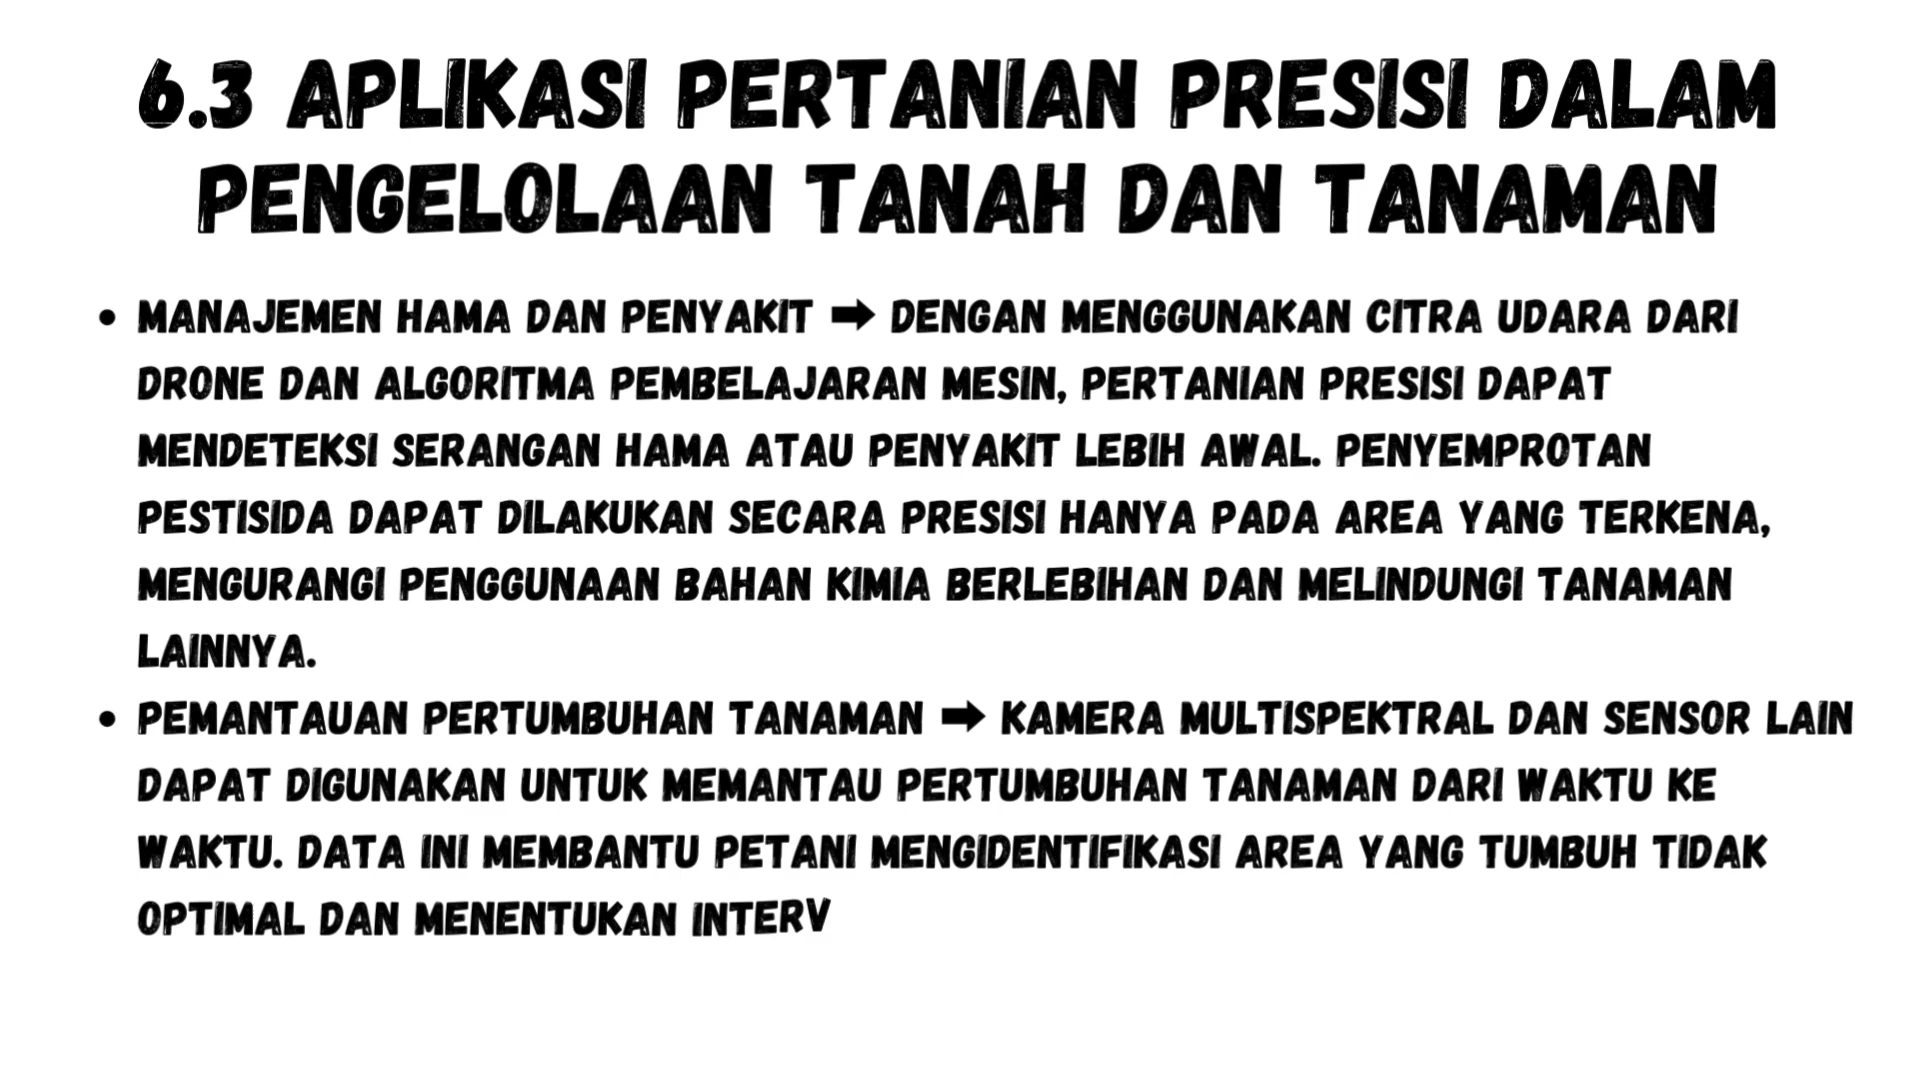 6.3 APLIKASI PERTANIAN PRESISI DALAM
PENGELOLAAN TANAH DAN TANAMAN
• MANAJEMEN HAMA DAN PENYAKIT ➡ DENGAN MENGGUNAKAN CITRA UDARA DARI
DRONE DAN ALGORITMA PEMBELAJARAN MESIN, PERTANIAN PRESISI DAPAT
MENDETEKSI SERANGAN HAMA ATAU PENYAKIT LEBIH AWAL. PENYEMPROTAN
PESTISIDA DAPAT DILAKUKAN SECARA PRESISI HANYA PADA AREA YANG TERKENA,
MENGURANGI PENGGUNAAN BAHAN KIMIA BERLEBIHAN DAN MELINDUNGI TANAMAN
LAINNYA.
• PEMANTAUAN PERTUMBUHAN TANAMAN ➡ KAMERA MULTISPEKTRAL DAN SENSOR LAIN
DAPAT DIGUNAKAN UNTUK MEMANTAU PERTUMBUHAN TANAMAN DARI WAKTU KE
WAKTU. DATA INI MEMBANTU PETANI MENGIDENTIFIKASI AREA YANG TUMBUH TIDAK
OPTIMAL DAN MENENTUKAN INTERV